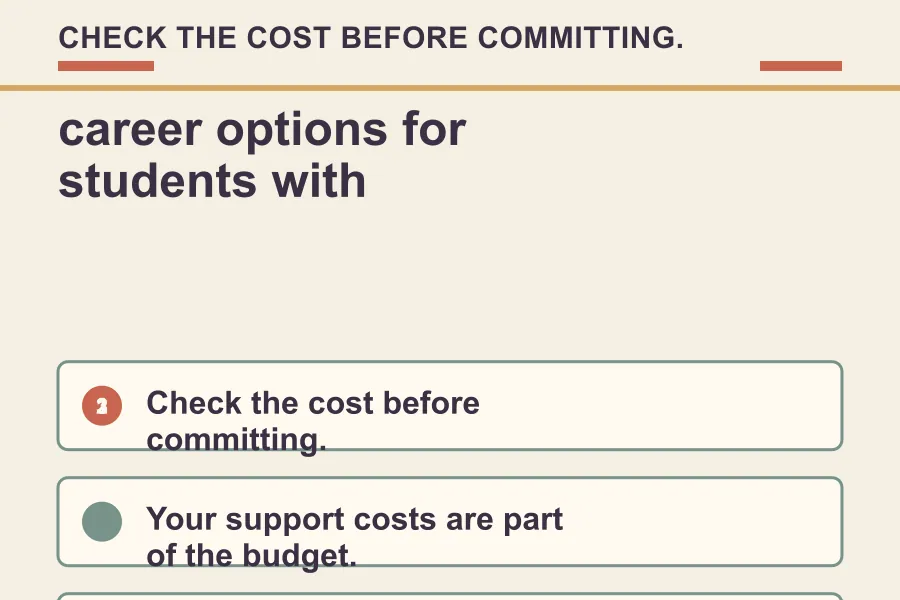 CHECK THE COST BEFORE COMMITTING.
career options for
students with
Check the cost before
committing.
Your support costs are part
of the budget.